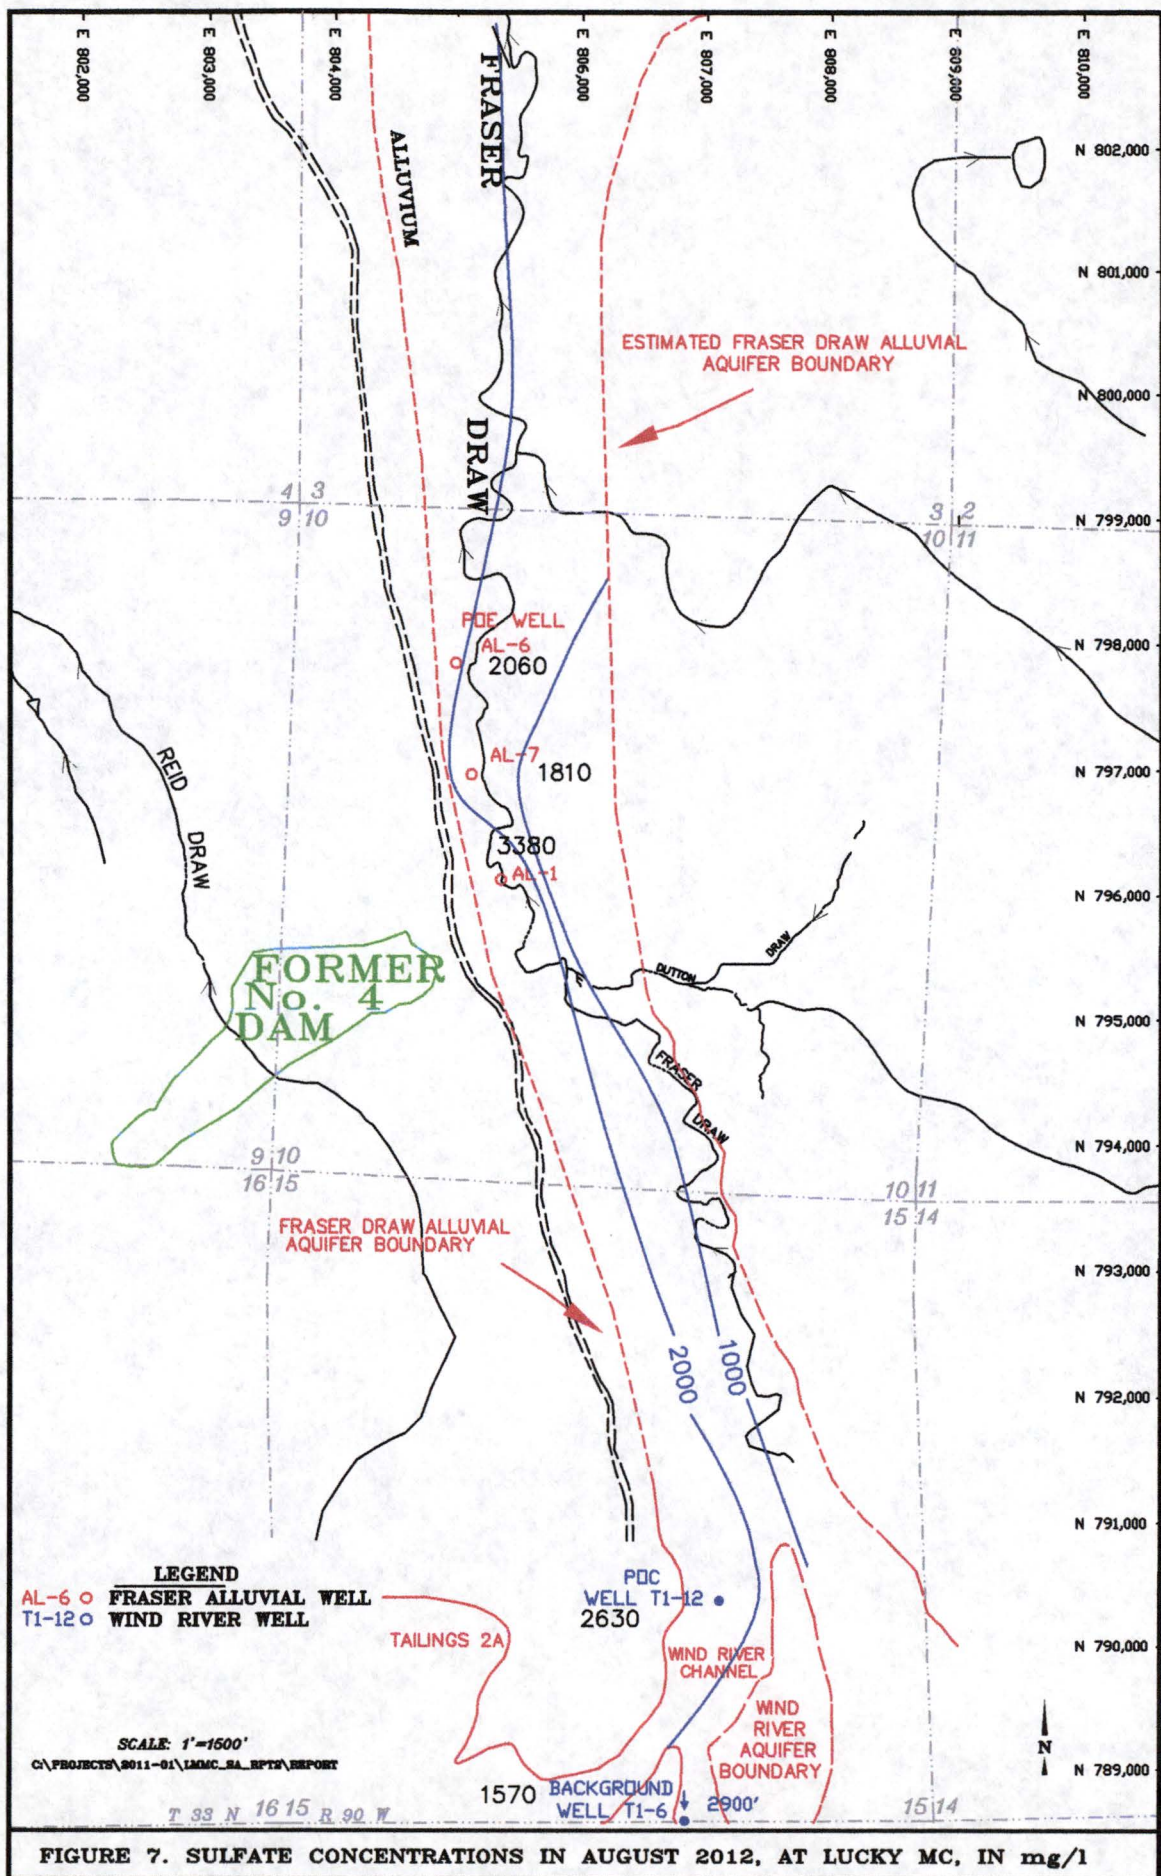 E 802,000
E 803,000
E 804,000
E 806,000
E 807,000
E 808,000
E 809,000
E 810,000
FRASER
ALLUVIUM
N 802,000
N 801,000
ESTIMATED FRASER DRAW ALLUVIAL
AQUIFER BOUNDARY
N 800,000
DRAW
4 3
9 10
3 2
10 11
N 799,000
POE WELL
AL-6
2060
N 798,000
REID
DRAW
AL-7
1810
N 797,000
3380
AL-1
N 796,000
FORMER
No. 4
DAM
DUTTON
DRAW
N 795,000
FRASER
DRAW
N 794,000
9 10
16 15
10 11
15 14
FRASER DRAW ALLUVIAL
AQUIFER BOUNDARY
N 793,000
2000
1000
N 792,000
N 791,000
LEGEND
AL-6 o FRASER ALLUVIAL WELL
T1-12 o WIND RIVER WELL
POC
WELL T1-12
2630
TAILINGS 2A
WIND RIVER
CHANNEL
N 790,000
WIND
RIVER
AQUIFER
BOUNDARY
N
SCALE: 1"=1500'
C:\PROJECTS\2011-01\LMMC_SA_RPTS\REPORT
N 789,000
1570
BACKGROUND
WELL T1-6
2900'
T 33 N 16 15 R 90 W
15 14
FIGURE 7. SULFATE CONCENTRATIONS IN AUGUST 2012, AT LUCKY MC, IN mg/l